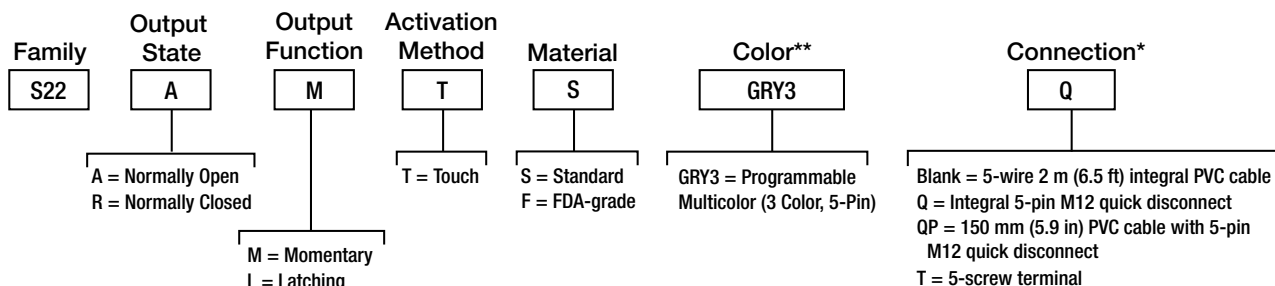 Family
Output State
Output Function
Activation Method
Material
Color**
Connection*
S22
A
M
T
S
GRY3
Q
A = Normally Open
R = Normally Closed
M = Momentary
L = Latching
T = Touch
S = Standard
F = FDA-grade
GRY3 = Programmable
Multicolor (3 Color, 5-Pin)
Blank = 5-wire 2 m (6.5 ft) integral PVC cable
Q = Integral 5-pin M12 quick disconnect
QP = 150 mm (5.9 in) PVC cable with 5-pin
M12 quick disconnect
T = 5-screw terminal